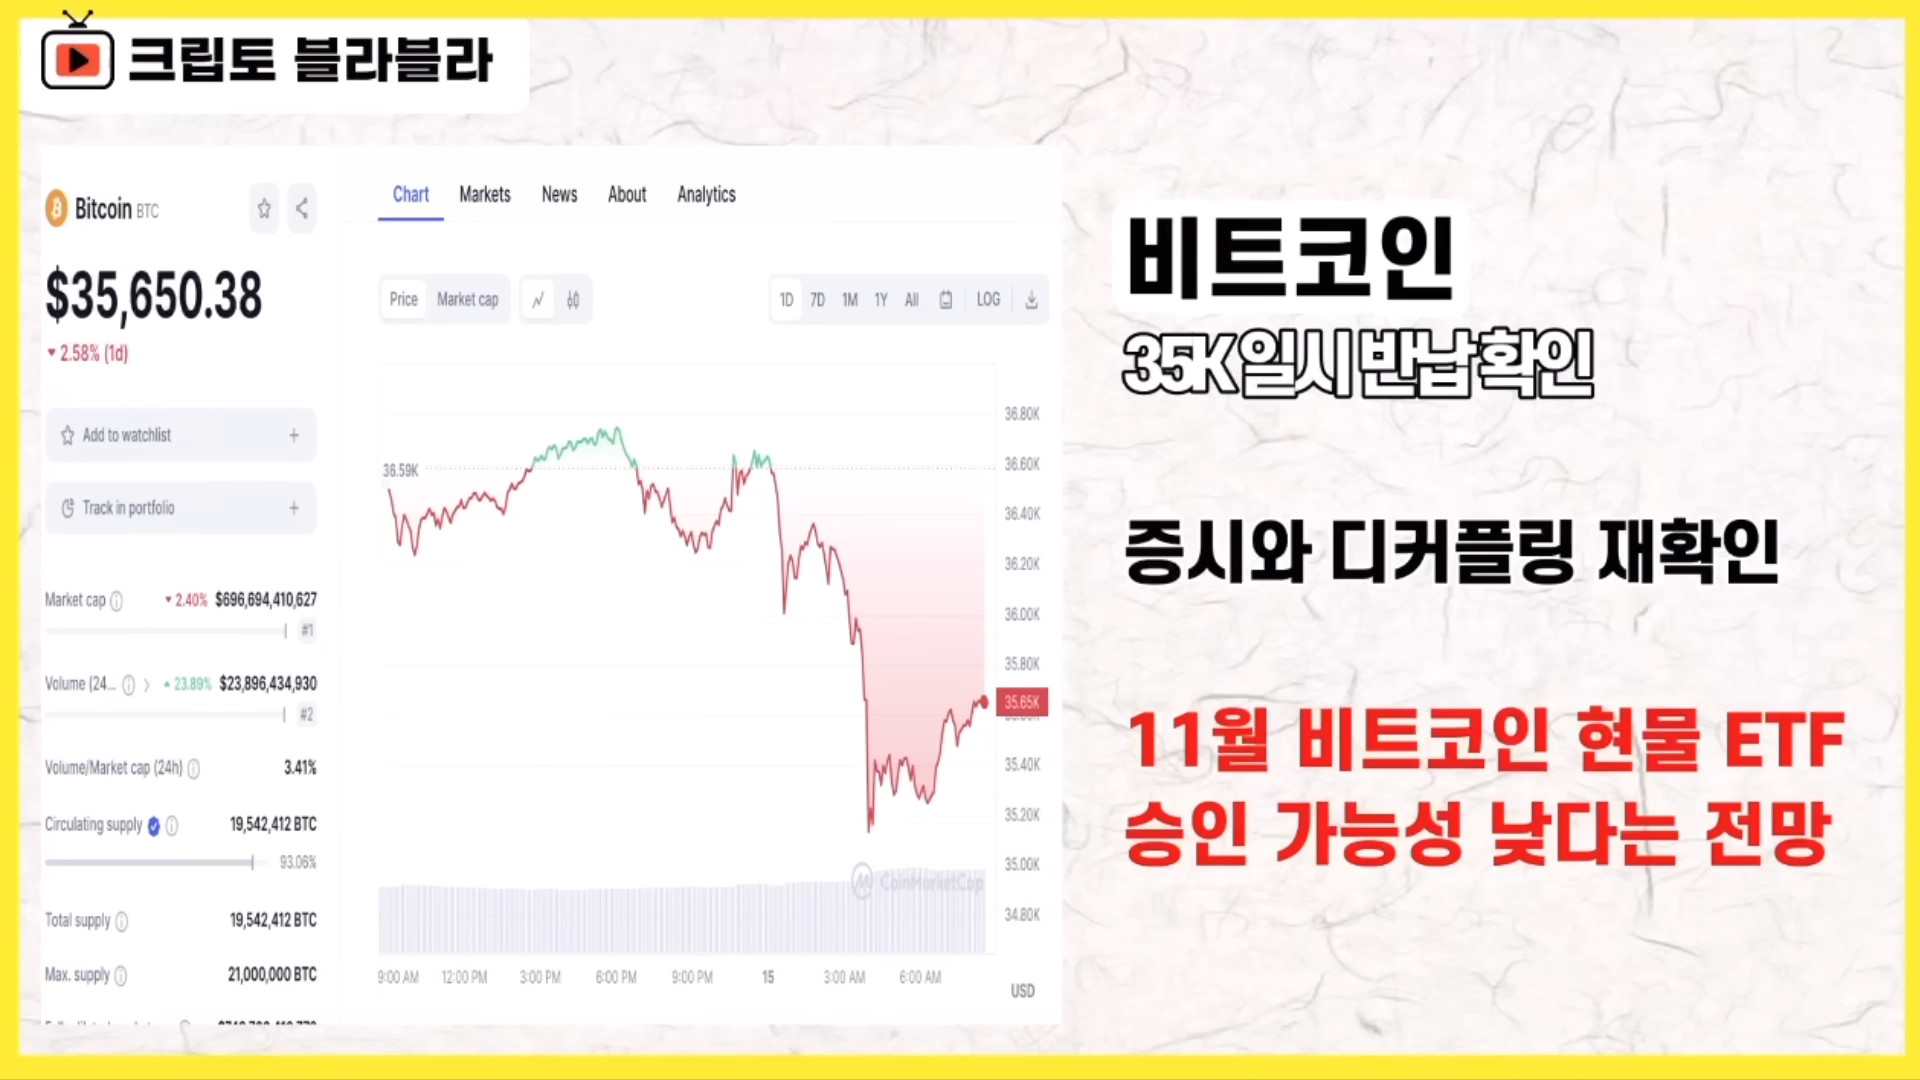 크립토 블라블라
Bitcoin BTC
$35,650.38
2.58% (1d)
Add to watchlist
Track in portfolio
Market cap 2.40% $696,694,410,627
#1
Volume (24... 23.89% $23,896,434,930
#2
Volume/Market cap (24h) 3.41%
Circulating supply 19,542,412 BTC
93.06%
Total supply 19,542,412 BTC
Max. supply 21,000,000 BTC
Chart Markets News About Analytics
Price Market cap 1D 7D 1M 1Y All LOG
36.59K
36.80K
36.60K
36.40K
36.20K
36.00K
35.80K
35.65K
35.40K
35.20K
35.00K
34.80K
CoinMarketCap
9:00 AM 12:00 PM 3:00 PM 6:00 PM 9:00 PM 15 3:00 AM 6:00 AM
USD
비트코인
35K 일시 반납 확인
증시와 디커플링 재확인
11월 비트코인 현물 ETF
승인 가능성 낮다는 전망